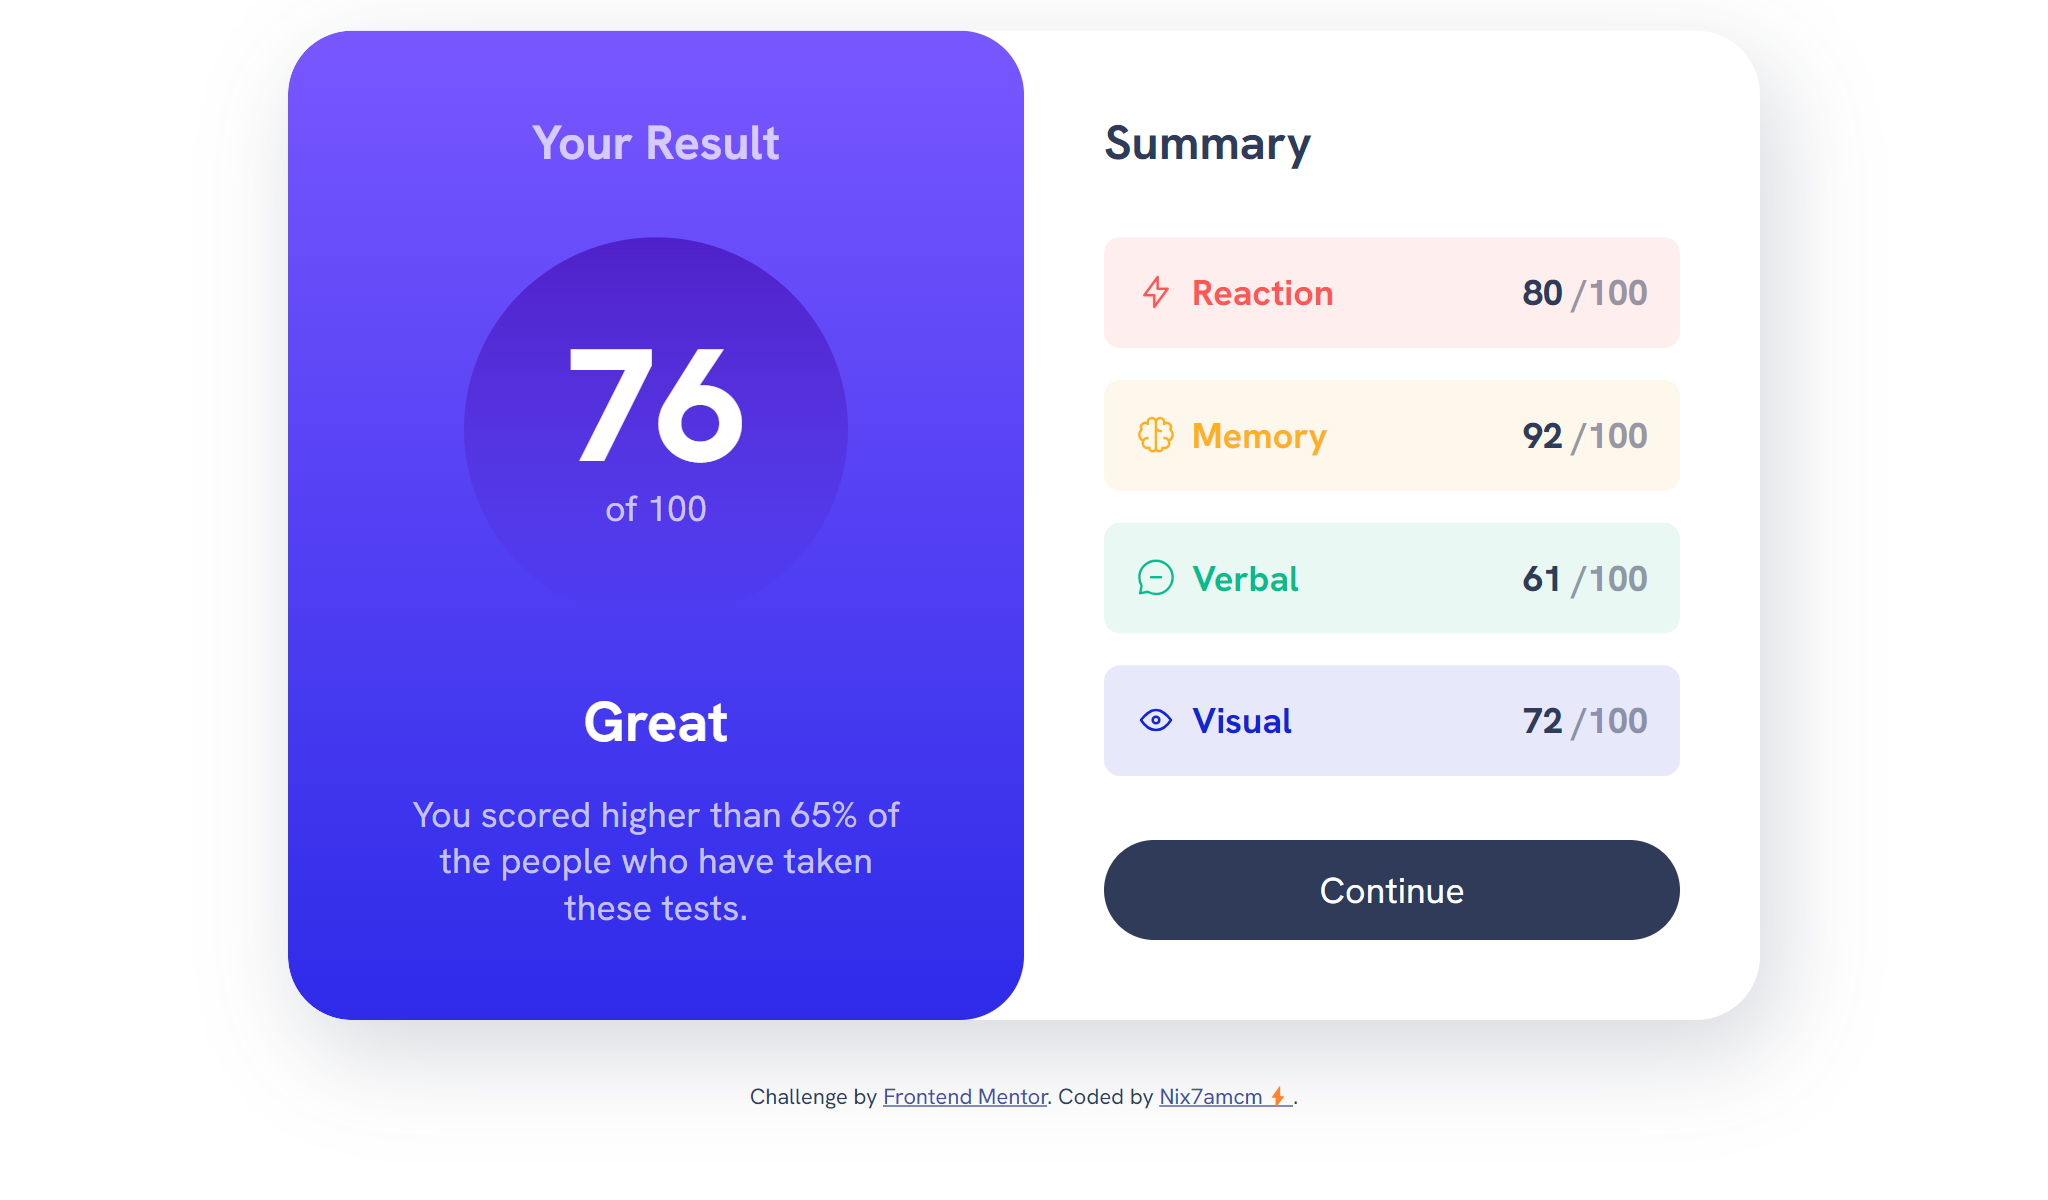 Your Result
76
of 100
Great
You scored higher than 65% of
the people who have taken
these tests.
Summary
Reaction 80 /100
Memory 92 /100
Verbal 61 /100
Visual 72 /100
Continue
Challenge by Frontend Mentor. Coded by Nix7amcm ⚡.